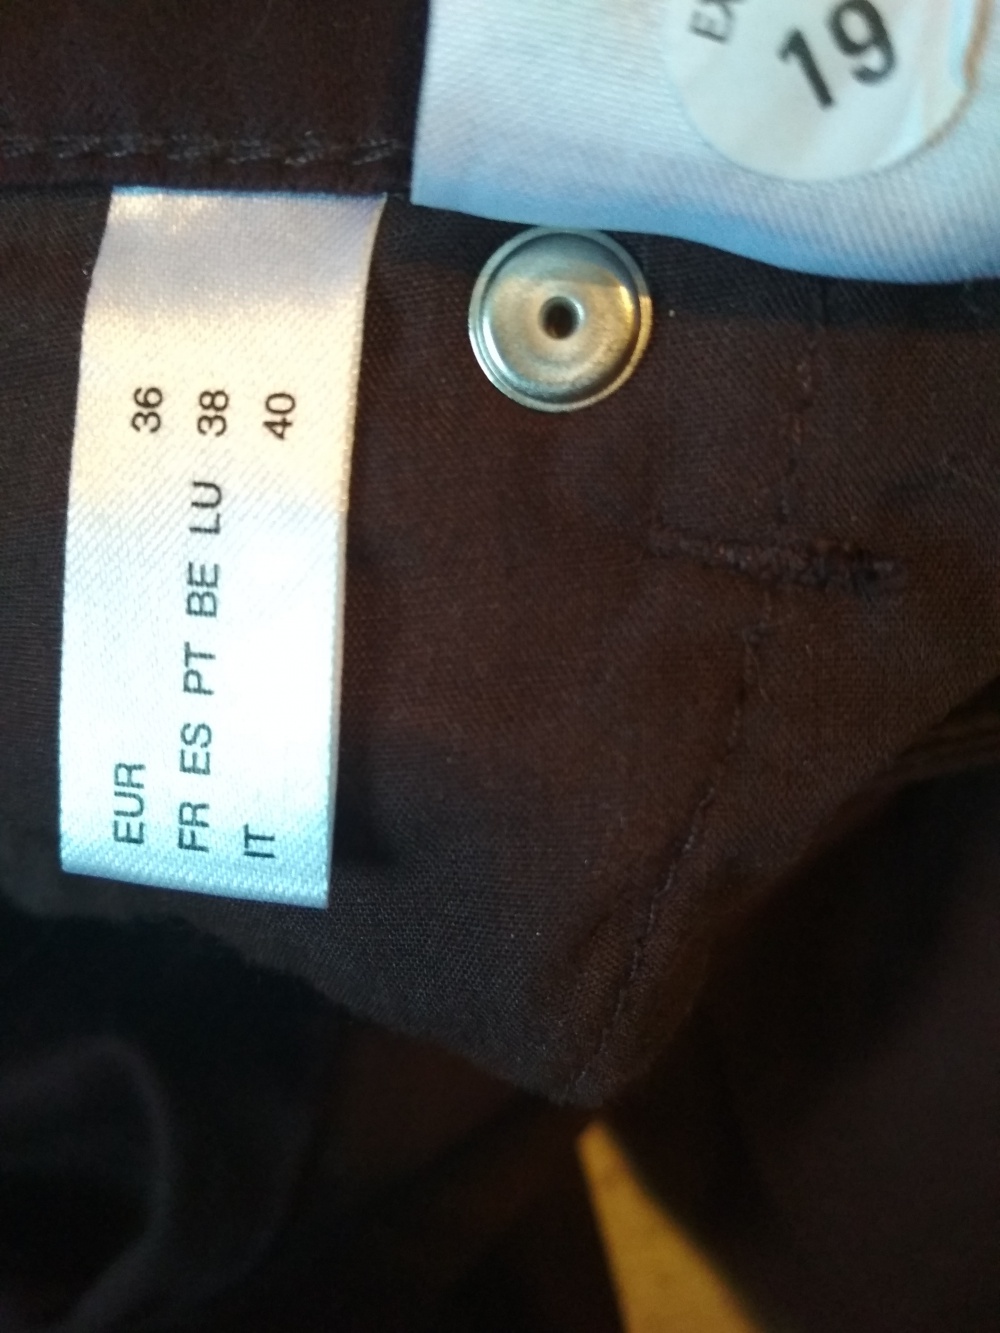 19
EUR 36
FR ES PT BE LU 38
IT 40